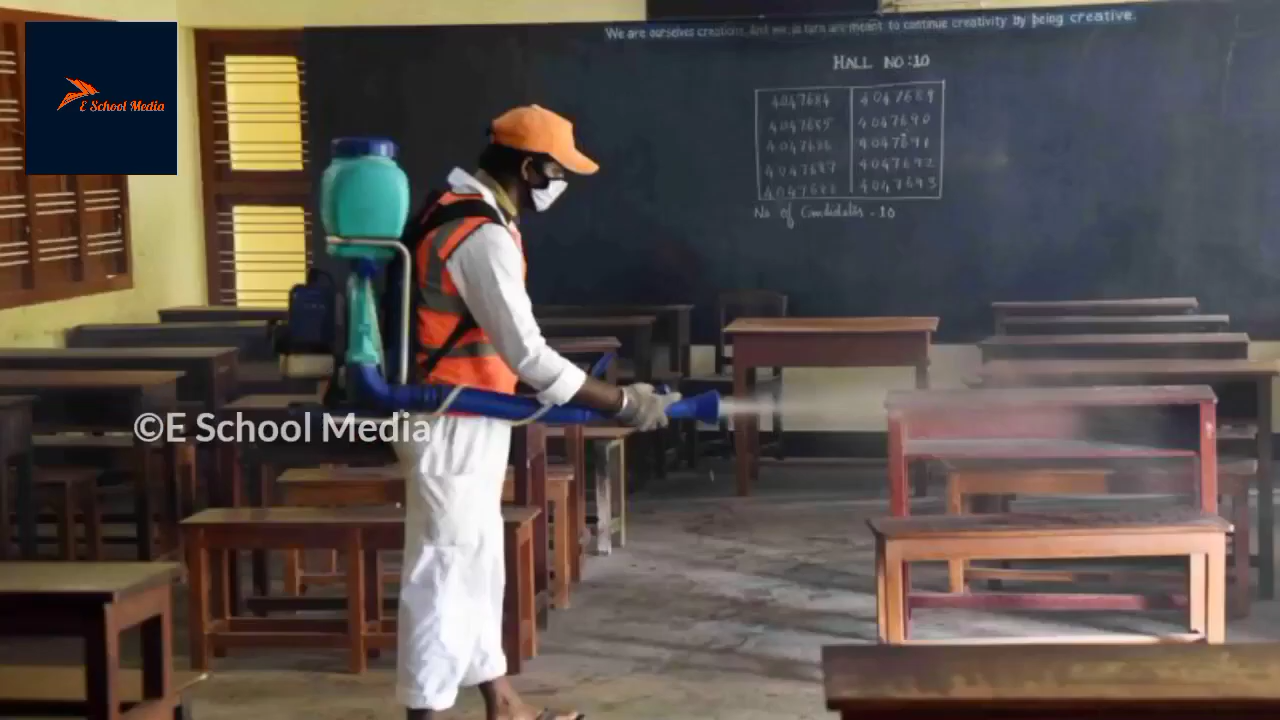 We are ourselves creations. And we, in turn are meant to continue creativity by being creative.
HALL NO:10
E School Media
4047684 4047689
4047685 4047690
4047686 4047691
4047687 4047692
4047688 4047693
No of Candidates - 10
©E School Media